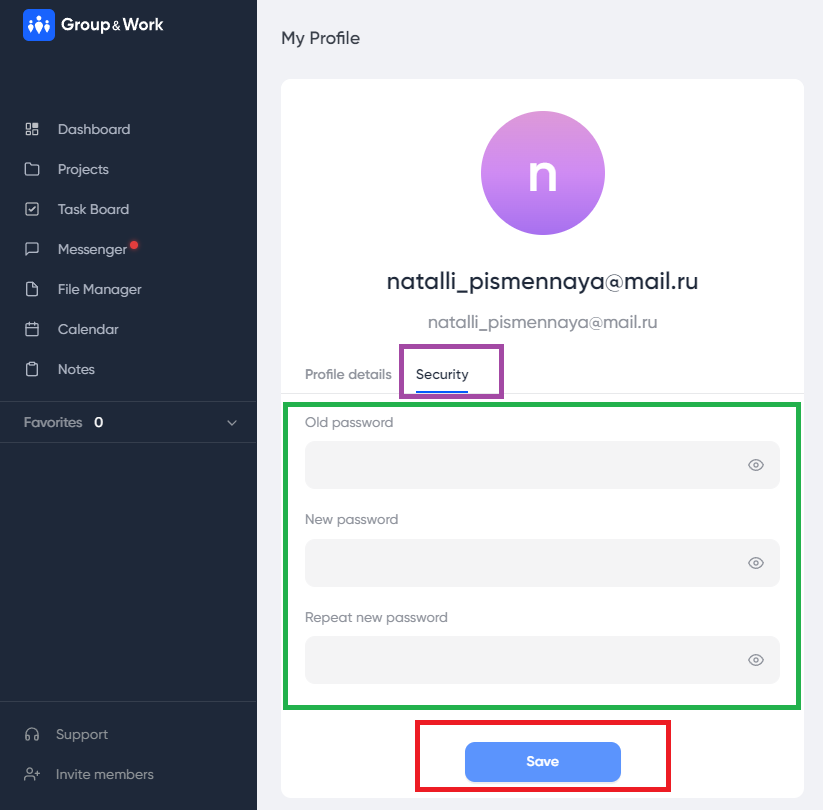 Group & Work
Dashboard
Projects
Task Board
Messenger
File Manager
Calendar
Notes
Favorites 0
Support
Invite members
My Profile
n
natalli_pismennaya@mail.ru
natalli_pismennaya@mail.ru
Profile details Security
Old password
New password
Repeat new password
Save